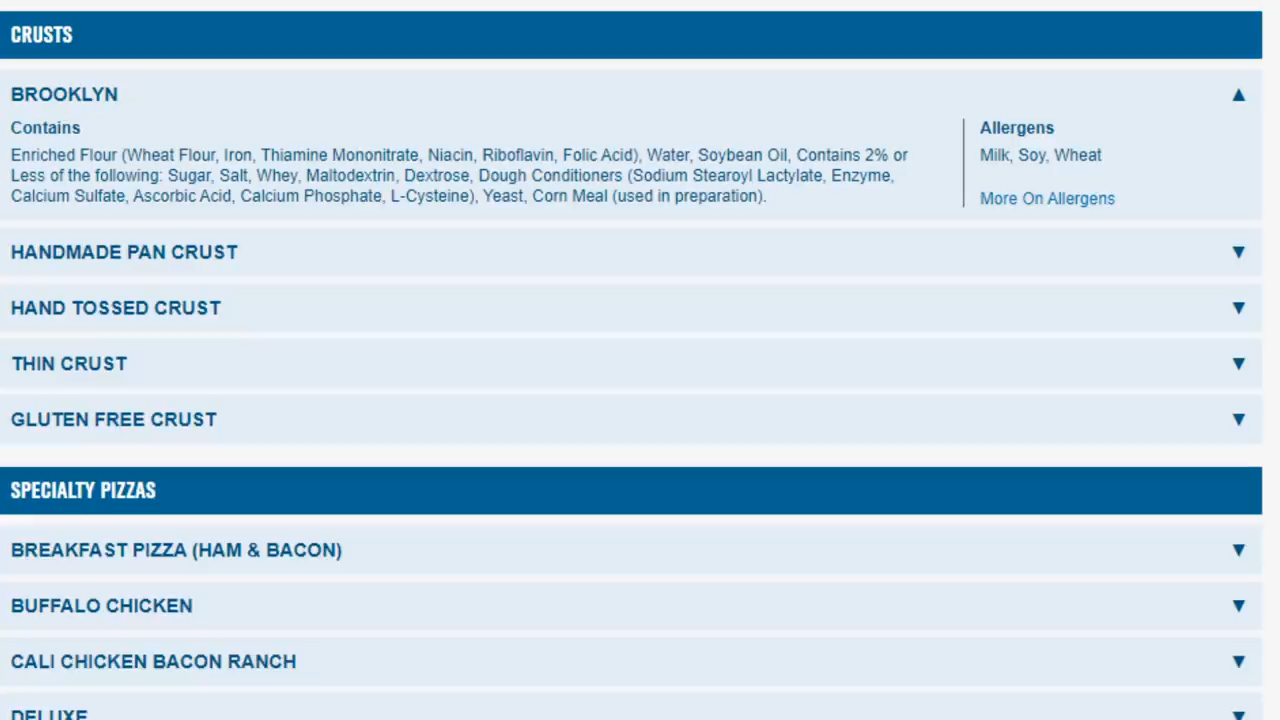 CRUSTS
BROOKLYN
Contains
Enriched Flour (Wheat Flour, Iron, Thiamine Mononitrate, Niacin, Riboflavin, Folic Acid), Water, Soybean Oil, Contains 2% or
Less of the following: Sugar, Salt, Whey, Maltodextrin, Dextrose, Dough Conditioners (Sodium Stearoyl Lactylate, Enzyme,
Calcium Sulfate, Ascorbic Acid, Calcium Phosphate, L-Cysteine), Yeast, Corn Meal (used in preparation).
Allergens
Milk, Soy, Wheat
More On Allergens
HANDMADE PAN CRUST
HAND TOSSED CRUST
THIN CRUST
GLUTEN FREE CRUST
SPECIALTY PIZZAS
BREAKFAST PIZZA (HAM & BACON)
BUFFALO CHICKEN
CALI CHICKEN BACON RANCH
DELUXE